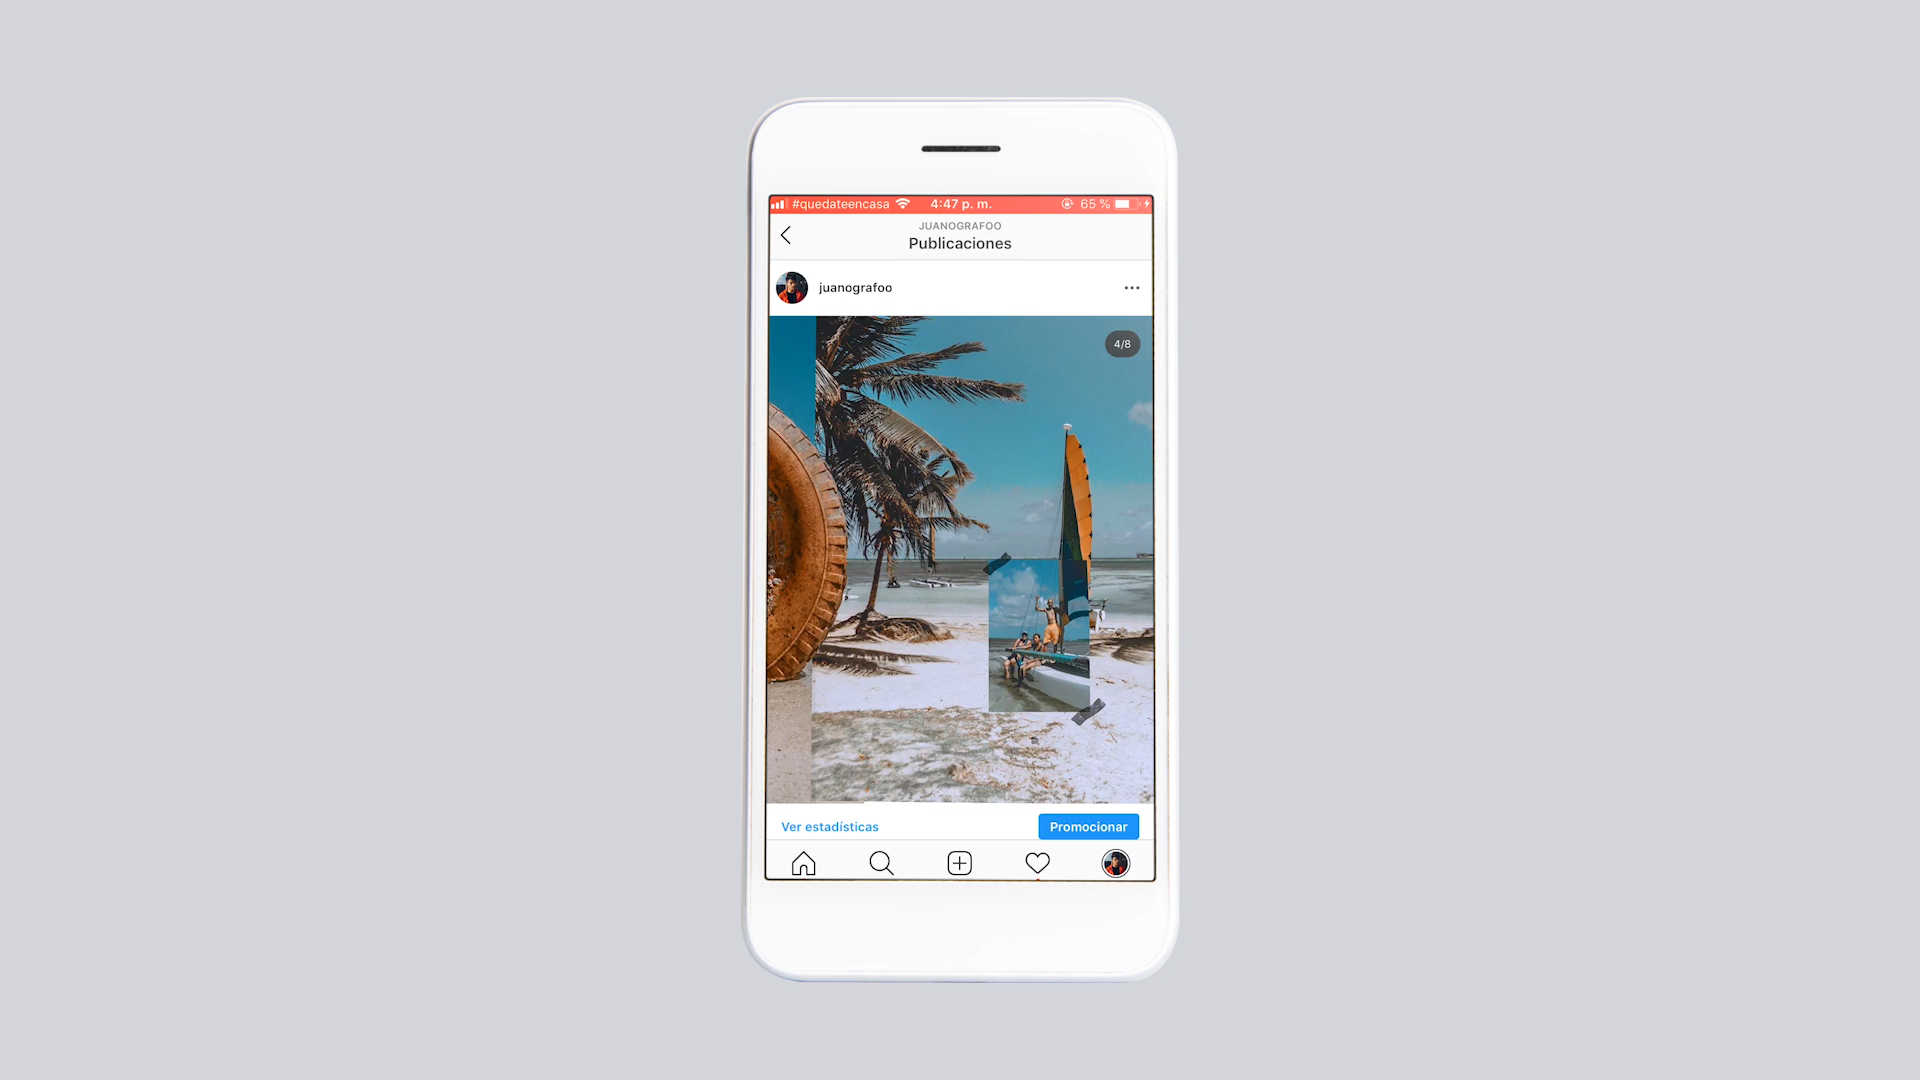 #quedateencasa 4:47 p. m. 65 %
JUANOGRAFOO
Publicaciones
juanografoo
4/8
Ver estadísticas Promocionar